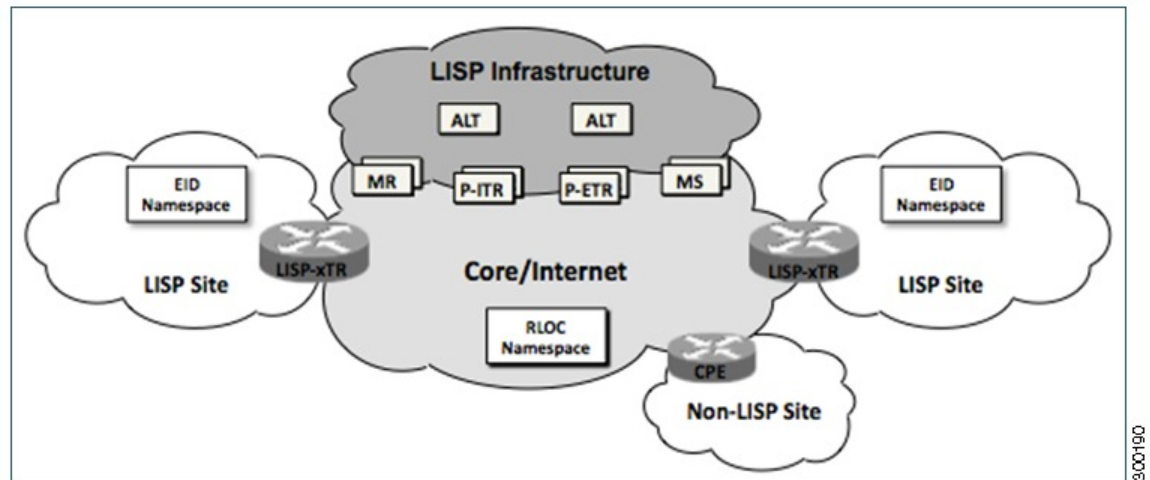 LISP Infrastructure
ALT
ALT
MR
P-ITR
P-ETR
MS
EID
Namespace
EID
Namespace
LISP-xTR
LISP-xTR
LISP Site
Core/Internet
LISP Site
RLOC
Namespace
CPE
Non-LISP Site
300190